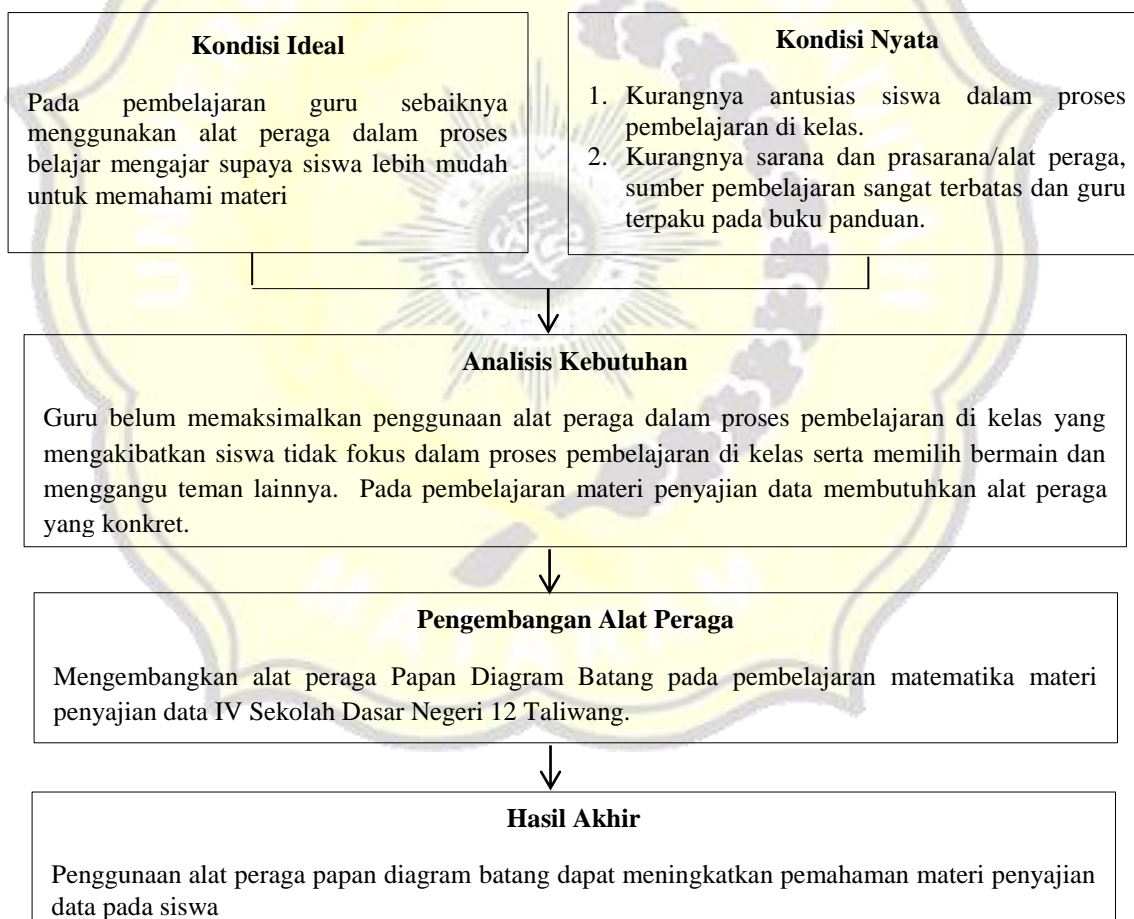 Kondisi Ideal
Pada pembelajaran guru sebaiknya
menggunakan alat peraga dalam proses
belajar mengajar supaya siswa lebih mudah
untuk memahami materi
Kondisi Nyata
1. Kurangnya antusias siswa dalam proses
pembelajaran di kelas.
2. Kurangnya sarana dan prasarana/alat peraga,
sumber pembelajaran sangat terbatas dan guru
terpaku pada buku panduan.
Analisis Kebutuhan
Guru belum memaksimalkan penggunaan alat peraga dalam proses pembelajaran di kelas yang
mengakibatkan siswa tidak fokus dalam proses pembelajaran di kelas serta memilih bermain dan
menggangu teman lainnya. Pada pembelajaran materi penyajian data membutuhkan alat peraga
yang konkret.
Pengembangan Alat Peraga
Mengembangkan alat peraga Papan Diagram Batang pada pembelajaran matematika materi
penyajian data IV Sekolah Dasar Negeri 12 Taliwang.
Hasil Akhir
Penggunaan alat peraga papan diagram batang dapat meningkatkan pemahaman materi penyajian
data pada siswa
MATARAM